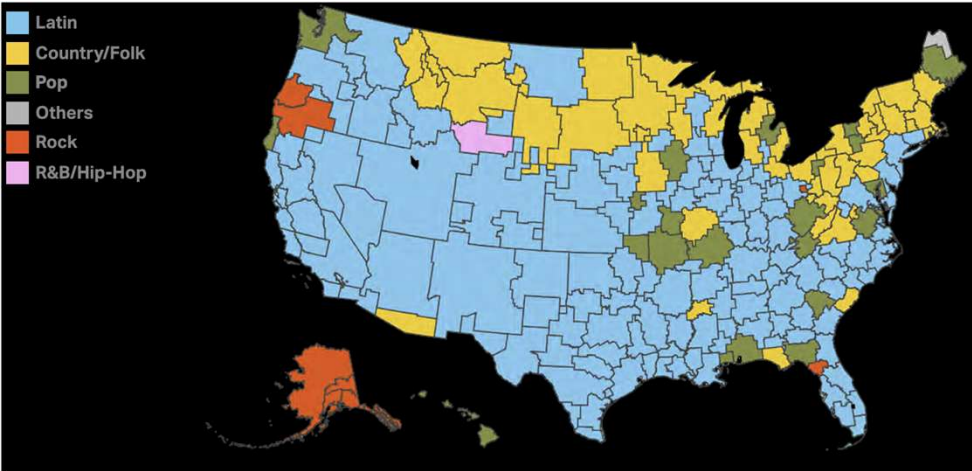 Latin
Country/Folk
Pop
Others
Rock
R&B/Hip-Hop